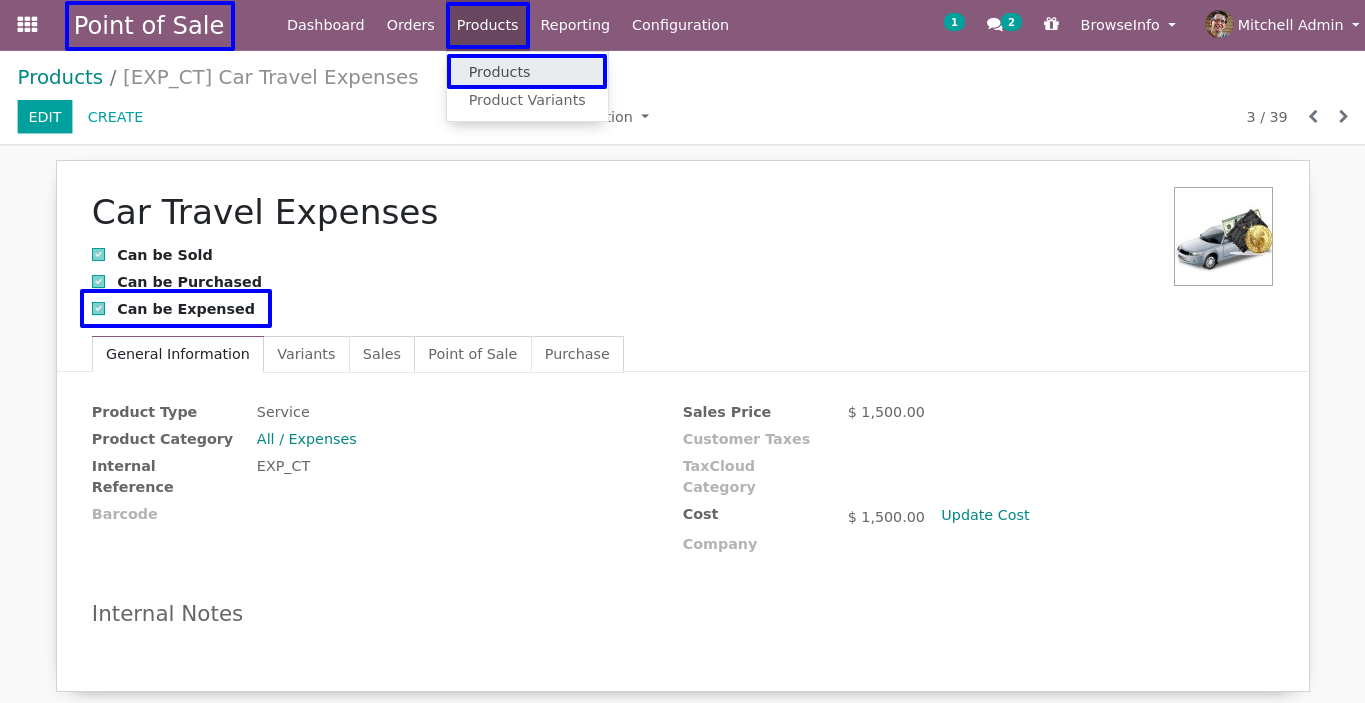 Point of Sale Dashboard Orders Products Reporting Configuration 1 2 BrowseInfo Mitchell Admin
Products / [EXP_CT] Car Travel Expenses
Products
Product Variants
EDIT CREATE tion 3 / 39
Car Travel Expenses
Can be Sold
Can be Purchased
Can be Expensed
General Information Variants Sales Point of Sale Purchase
Product Type Service
Product Category All / Expenses
Internal
Reference EXP_CT
Barcode
Sales Price $ 1,500.00
Customer Taxes
TaxCloud
Category
Cost $ 1,500.00 Update Cost
Company
Internal Notes